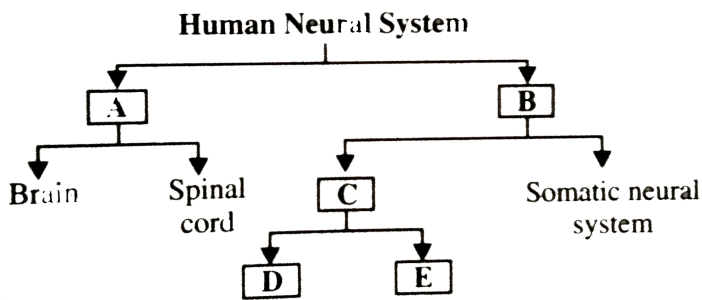 Human Neural System
A
B
Brain
Spinal
cord
C
Somatic neural
system
D
E